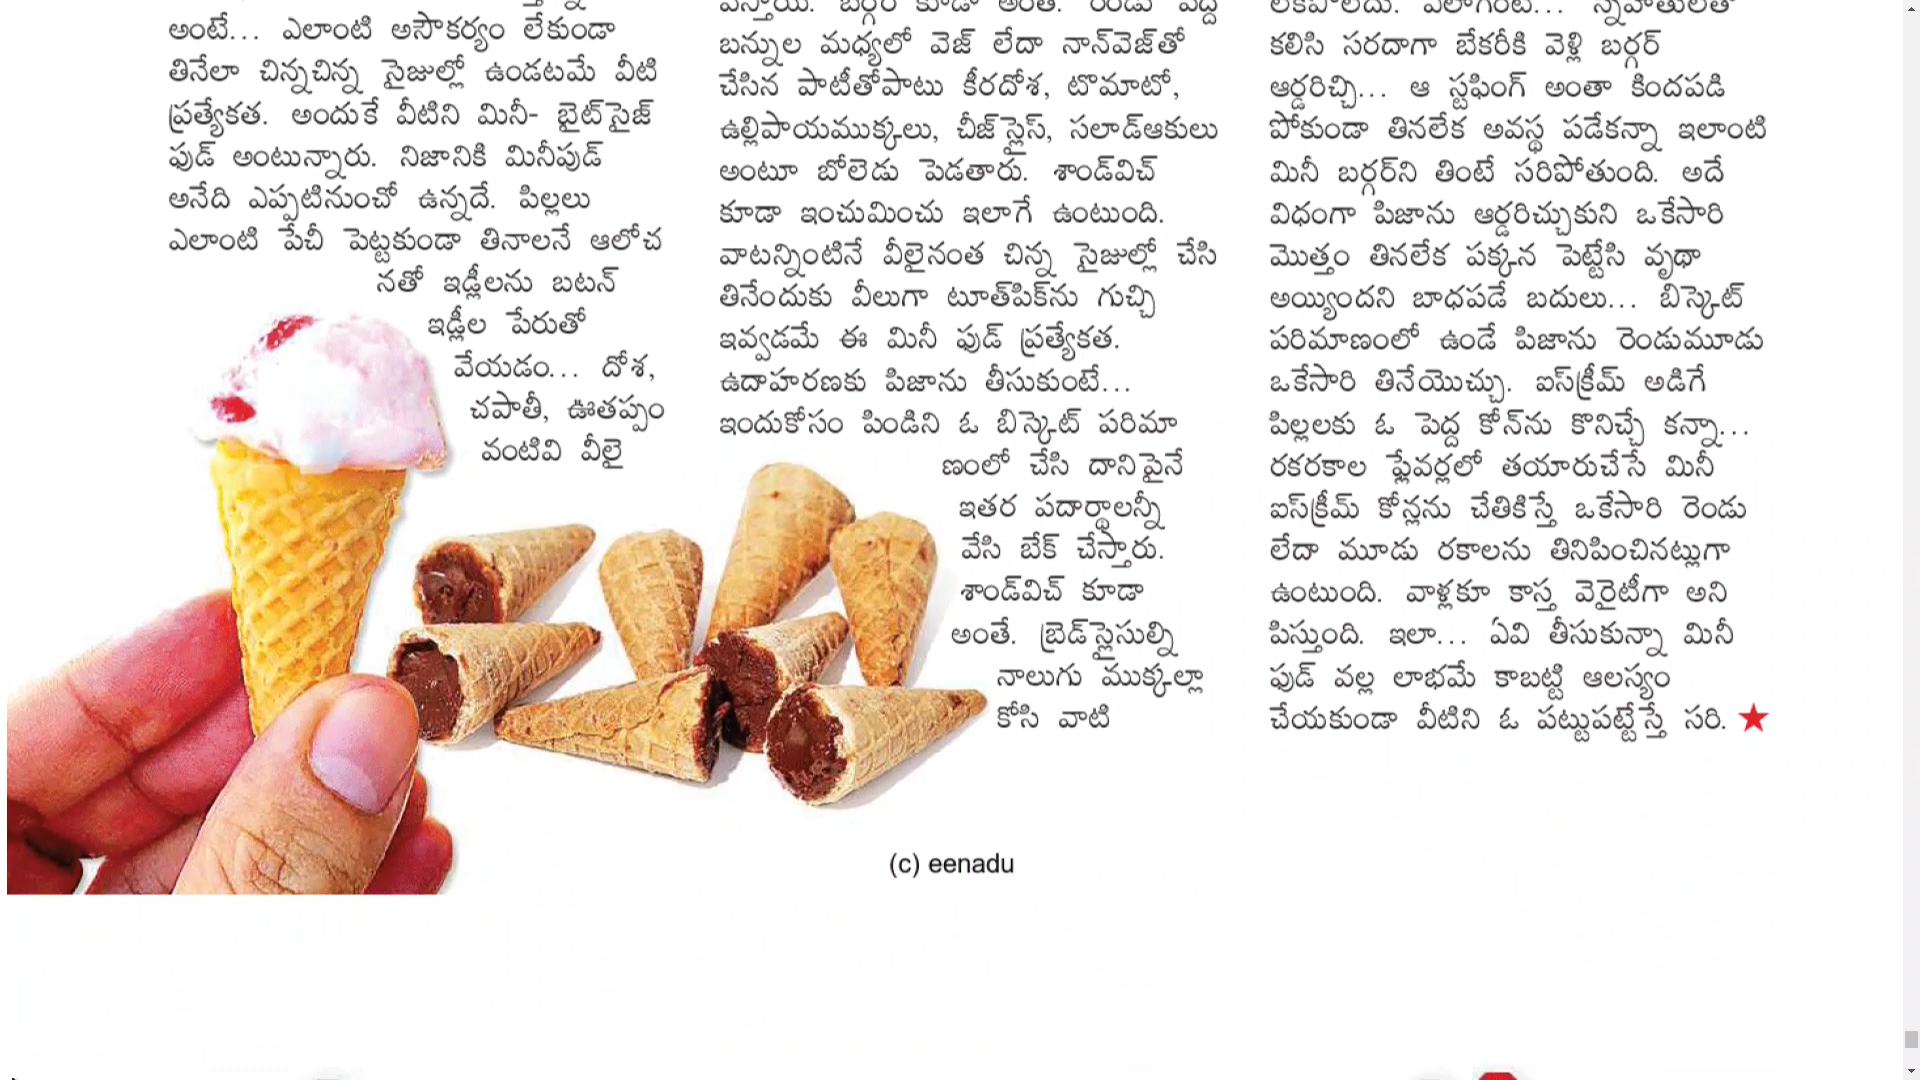 అంటే... ఎలాంటి అసౌకర్యం లేకుండా
తినేలా చిన్నచిన్న సైజుల్లో ఉండటమే వీటి
ప్రత్యేకత. అందుకే వీటిని మినీ- బైట్‌సైజ్
ఫుడ్ అంటున్నారు. నిజానికి మినీఫుడ్
అనేది ఎప్పటినుంచో ఉన్నదే. పిల్లలు
ఎలాంటి పేచీ పెట్టకుండా తినాలనే ఆలోచ
నతో ఇడ్లీలను బటన్
ఇడ్లీల పేరుతో
వేయడం... దోశ,
చపాతీ, ఊతప్పం
వంటివి వీలై
బన్నుల మధ్యలో వెజ్ లేదా నాన్‌వెజ్‌తో
చేసిన పాటీతోపాటు కీరదోశ, టొమాటో,
ఉల్లిపాయముక్కలు, చీజ్‌స్లైస్, సలాడ్ఆకులు
అంటూ బోలెడు పెడతారు. శాండ్‌విచ్
కూడా ఇంచుమించు ఇలాగే ఉంటుంది.
వాటన్నింటినే వీలైనంత చిన్న సైజుల్లో చేసి
తినేందుకు వీలుగా టూత్‌పిక్‌ను గుచ్చి
ఇవ్వడమే ఈ మినీ ఫుడ్ ప్రత్యేకత.
ఉదాహరణకు పిజాను తీసుకుంటే...
ఇందుకోసం పిండిని ఓ బిస్కెట్ పరిమా
ణంలో చేసి దానిపైనే
ఇతర పదార్థాలన్నీ
వేసి బేక్ చేస్తారు.
శాండ్‌విచ్ కూడా
అంతే. బ్రెడ్‌స్లైసుల్ని
నాలుగు ముక్కల్లా
కోసి వాటి
కలిసి సరదాగా బేకరీకి వెళ్లి బర్గర్
ఆర్డరిచ్చి... ఆ స్టఫింగ్ అంతా కిందపడి
పోకుండా తినలేక అవస్థ పడేకన్నా ఇలాంటి
మినీ బర్గర్‌ని తింటే సరిపోతుంది. అదే
విధంగా పిజాను ఆర్డరిచ్చుకుని ఒకేసారి
మొత్తం తినలేక పక్కన పెట్టేసి వృథా
అయ్యిందని బాధపడే బదులు... బిస్కెట్
పరిమాణంలో ఉండే పిజాను రెండుమూడు
ఒకేసారి తినేయొచ్చు. ఐస్‌క్రీమ్ అడిగే
పిల్లలకు ఓ పెద్ద కోన్‌ను కొనిచ్చే కన్నా...
రకరకాల ఫ్లేవర్లలో తయారుచేసే మినీ
ఐస్‌క్రీమ్ కోన్లను చేతికిస్తే ఒకేసారి రెండు
లేదా మూడు రకాలను తినిపించినట్లుగా
ఉంటుంది. వాళ్లకూ కాస్త వెరైటీగా అని
పిస్తుంది. ఇలా... ఏవి తీసుకున్నా మినీ
ఫుడ్ వల్ల లాభమే కాబట్టి ఆలస్యం
చేయకుండా వీటిని ఓ పట్టుపట్టేస్తే సరి.
(c) eenadu